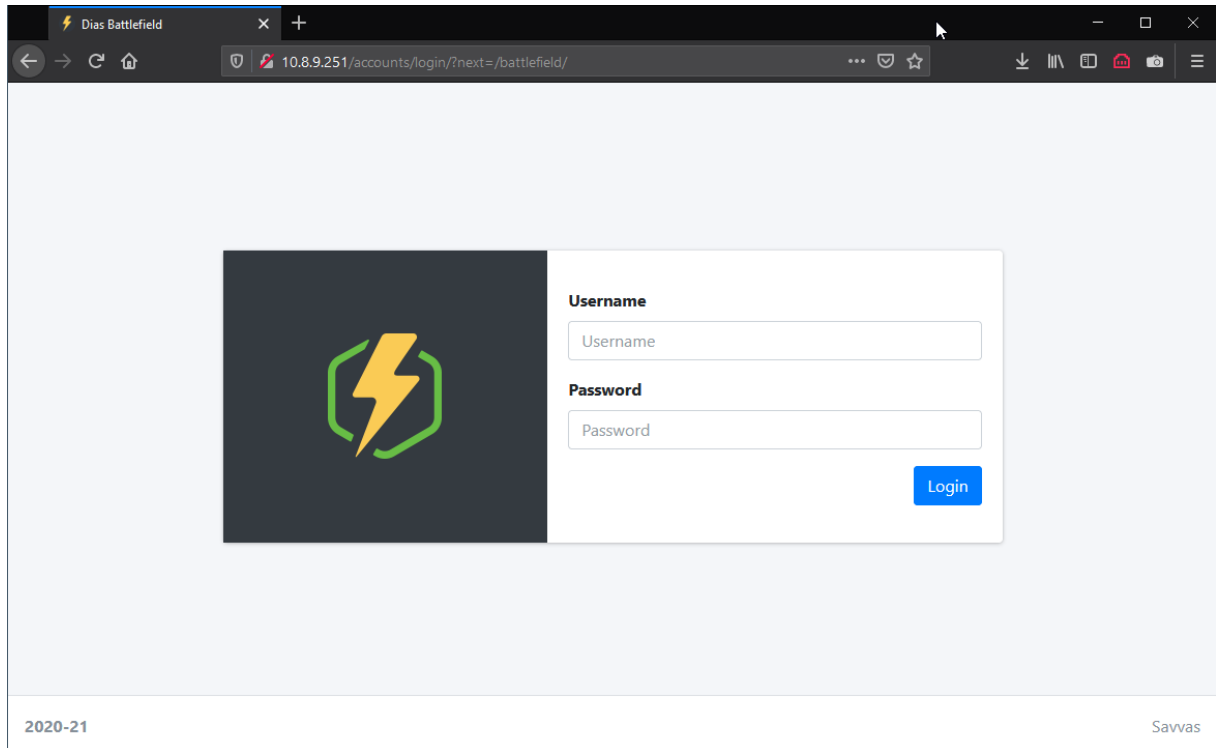 Dias Battlefield
10.8.9.251/accounts/login/?next=/battlefield/
Username
Username
Password
Password
Login
2020-21
Savvas